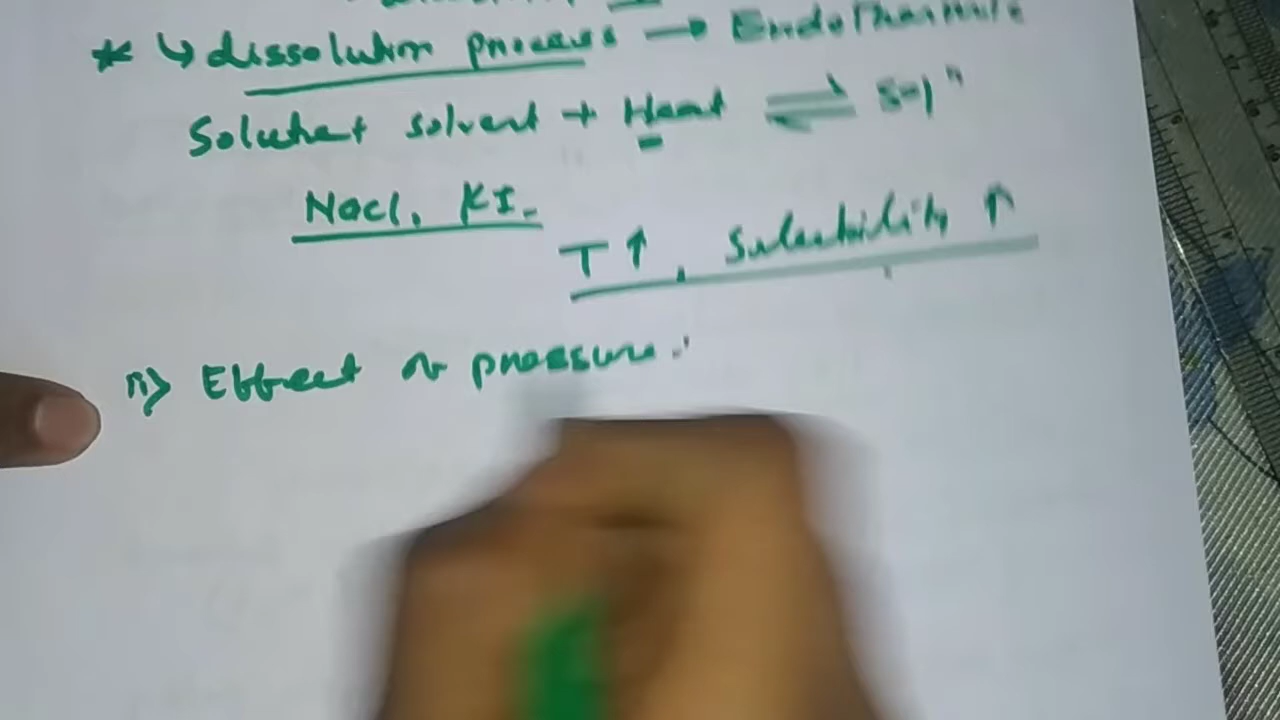 * ↳ dissolution process → Endothermic
Solute + solvent + Heat ⇌ sol"
NaCl, KI.
T↑, Solubility ↑
ii) Effect of pressure: